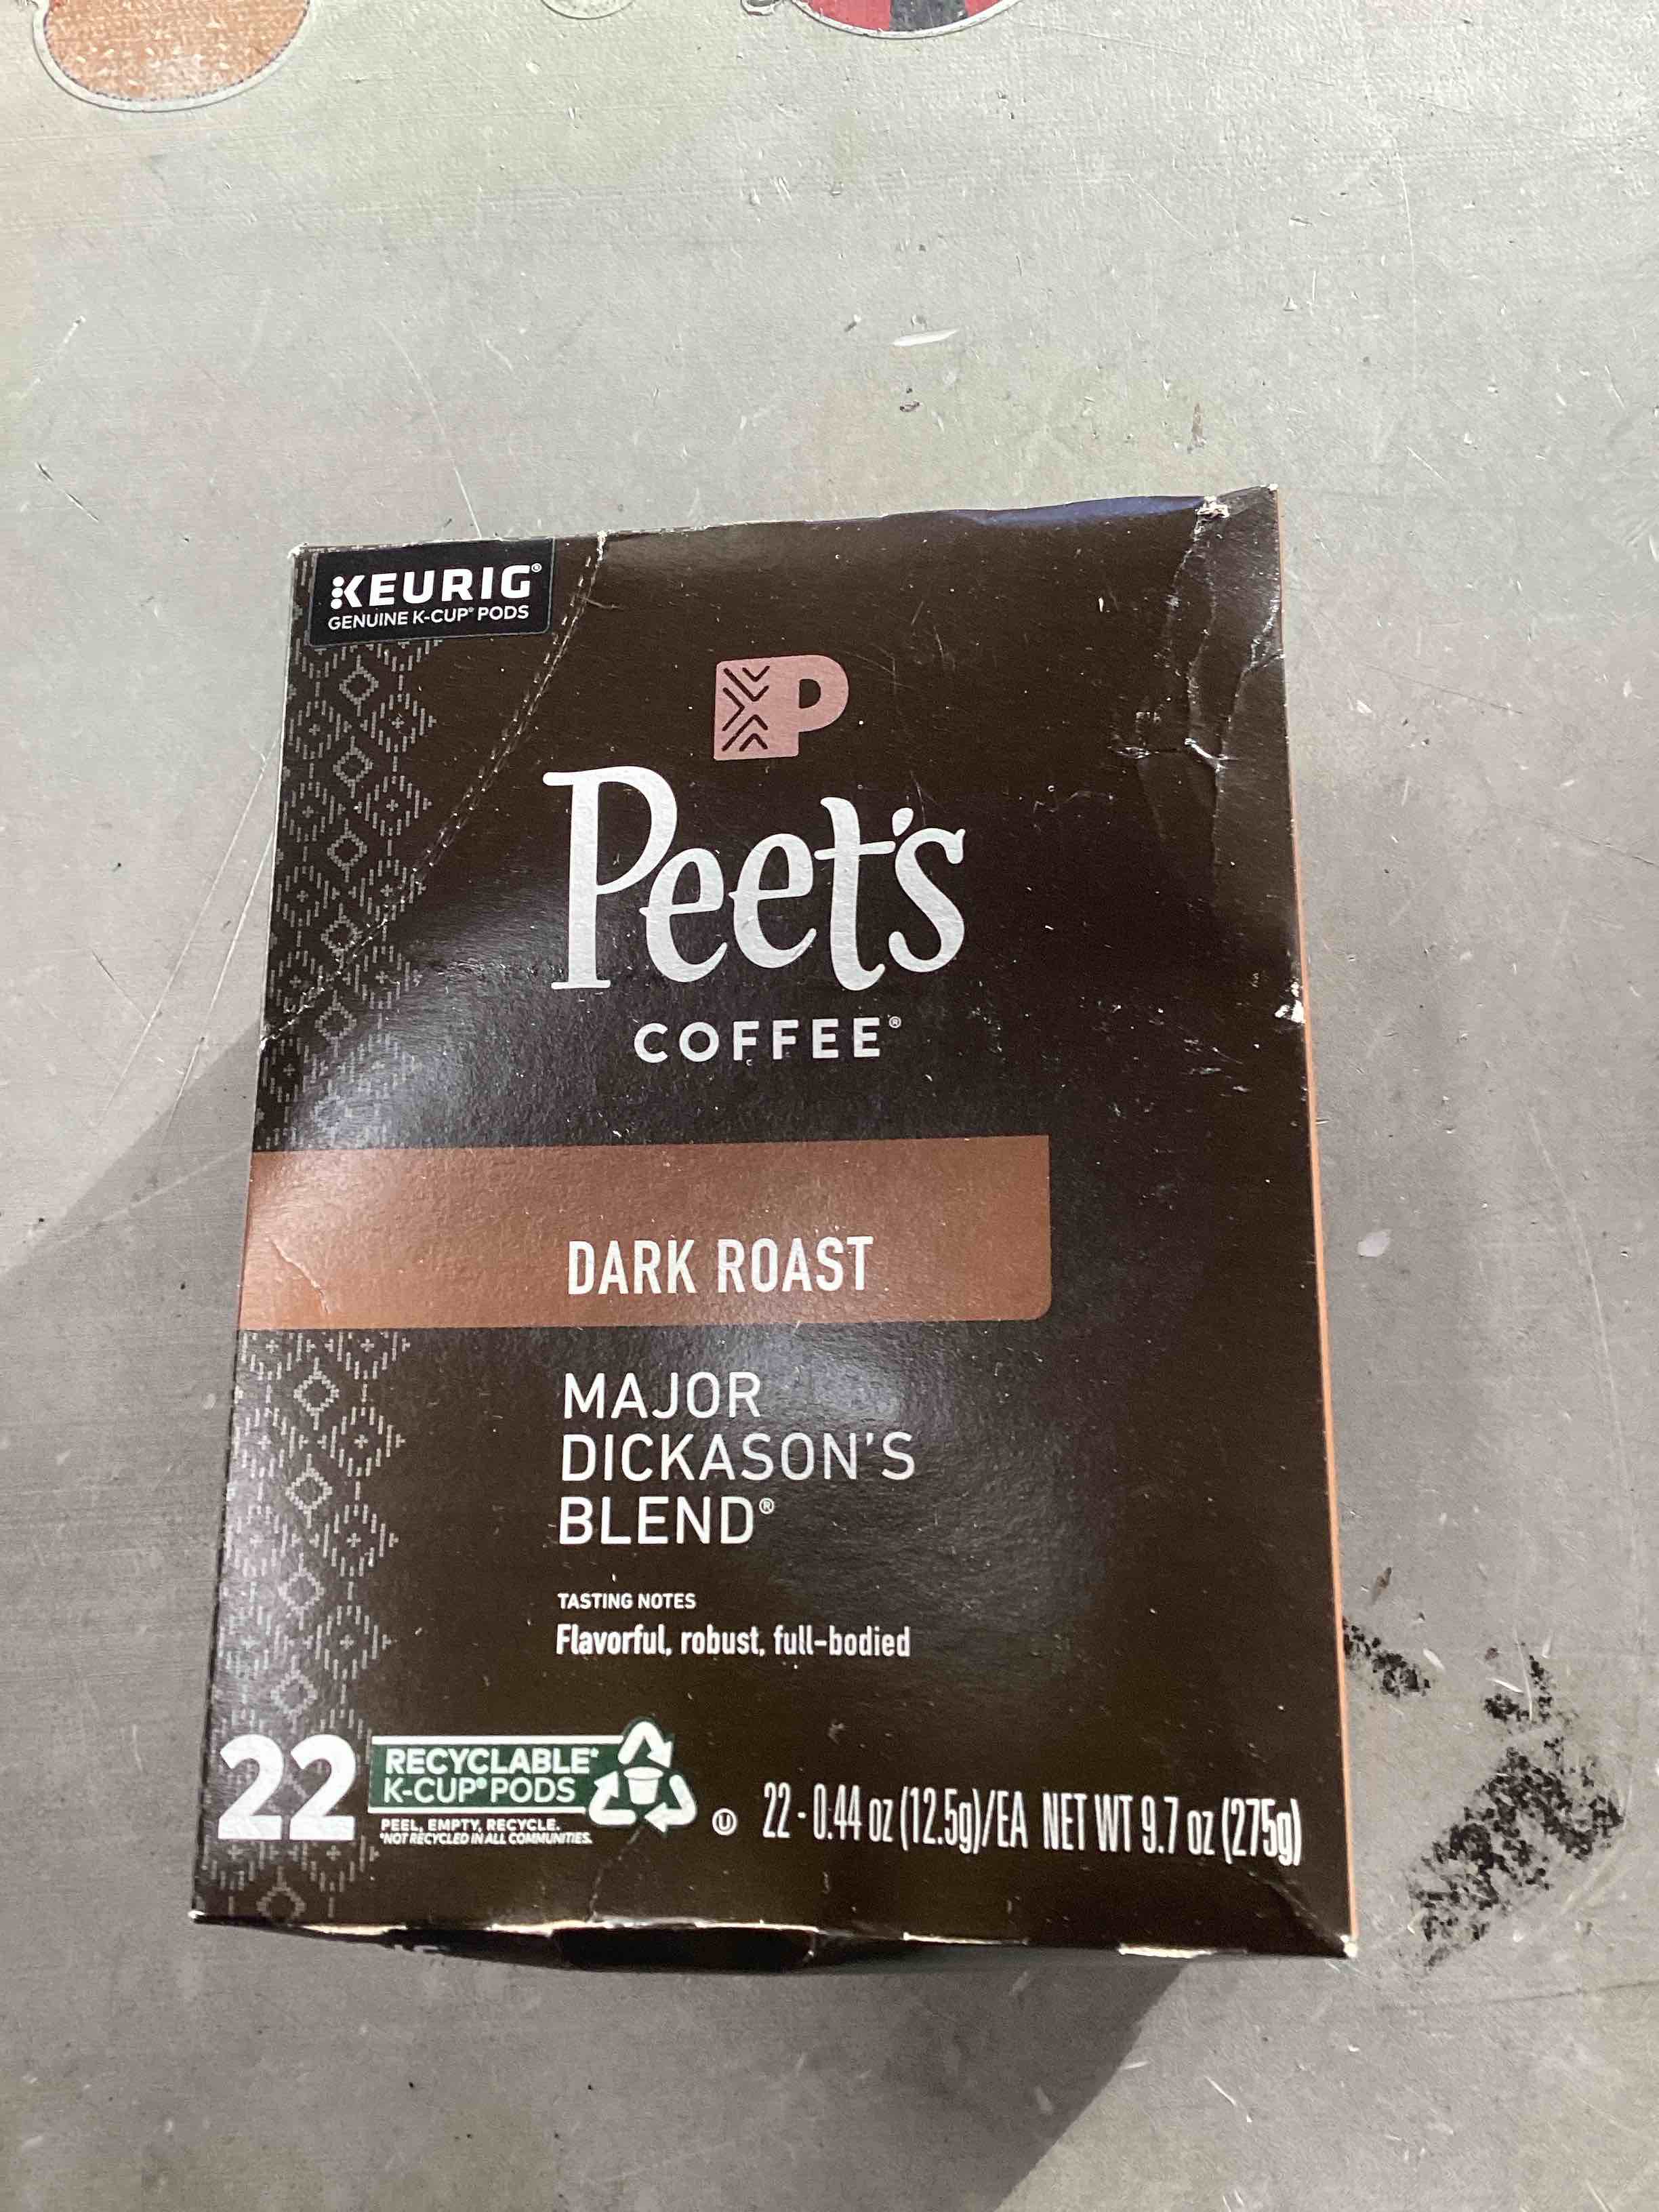 KEURIG®
GENUINE K-CUP® PODS
P
Peet's
COFFEE®
DARK ROAST
MAJOR
DICKASON'S
BLEND®
TASTING NOTES
Flavorful, robust, full-bodied
22
RECYCLABLE*
K-CUP® PODS
PEEL, EMPTY, RECYCLE.
*NOT RECYCLED IN ALL COMMUNITIES.
U 22 - 0.44 oz (12.5g)/EA NET WT 9.7 oz (275g)